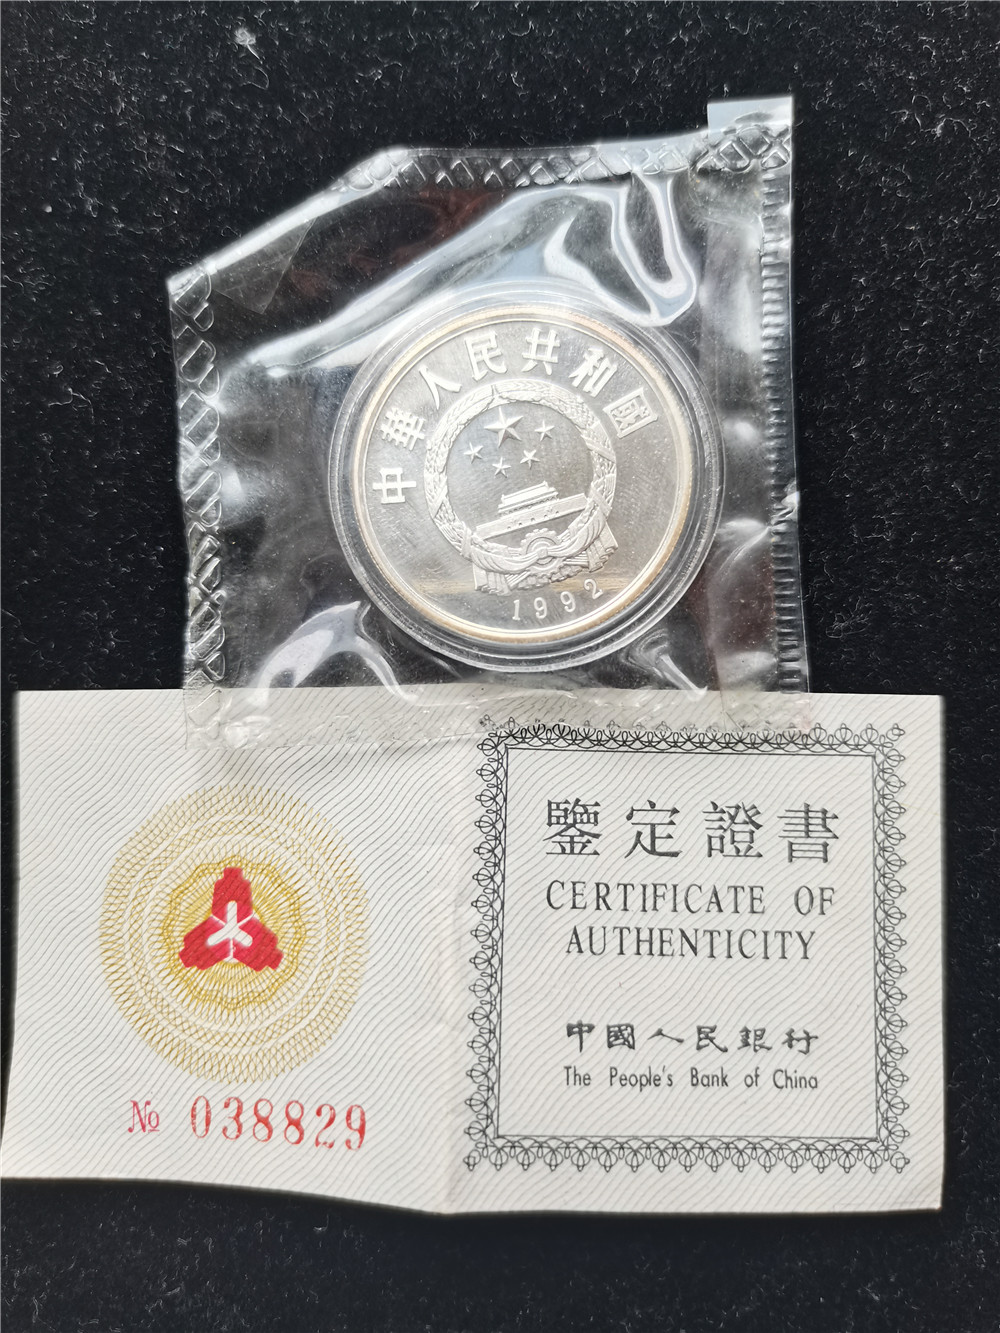 中華人民共和國
1992
鑒定證書
CERTIFICATE OF
AUTHENTICITY
中國人民銀行
The People's Bank of China
№ 038829